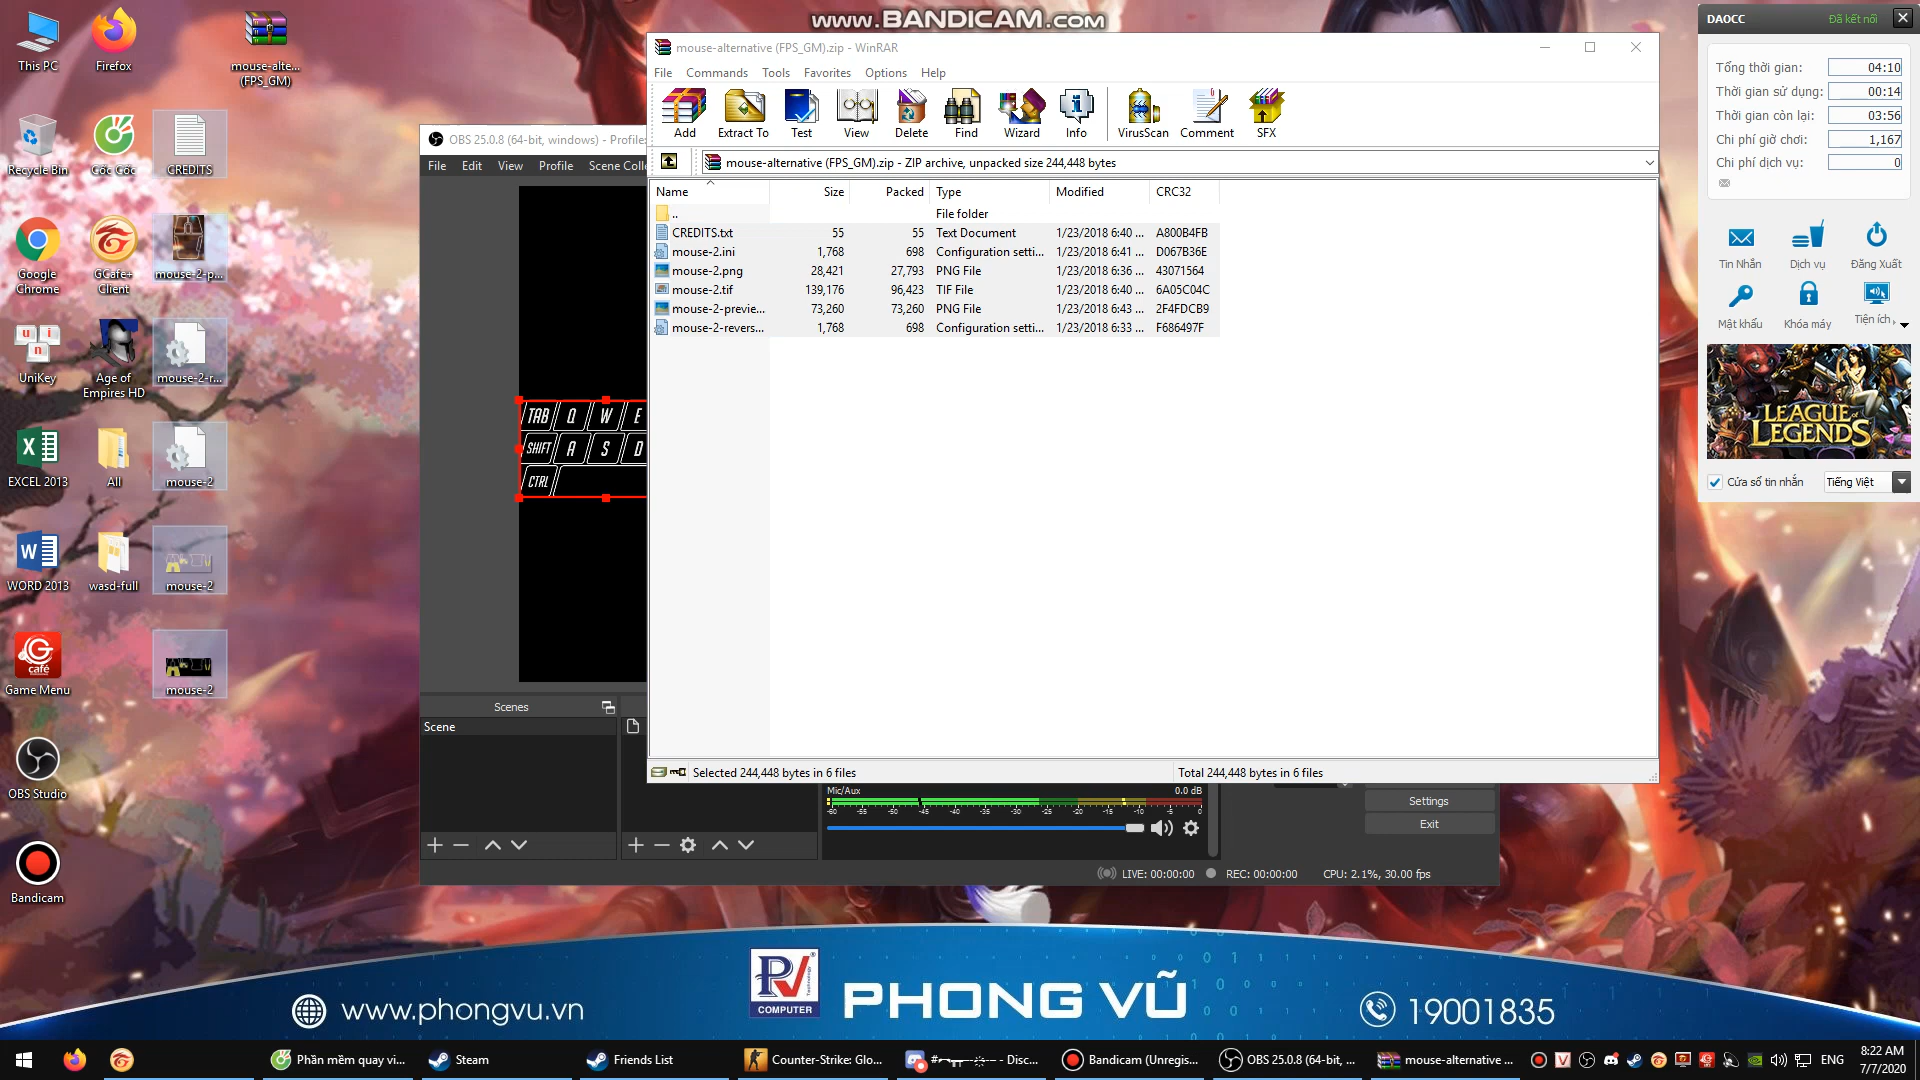 www.BANDICAM.com
This PC
Firefox
mouse-alte...
(FPS_GM)
Recycle Bin
Cốc Cốc
CREDITS
Google
Chrome
GCafe+
Client
mouse-2-p...
UniKey
Age of
Empires HD
mouse-2-r...
EXCEL 2013
All
mouse-2
WORD 2013
wasd-full
mouse-2
Game Menu
mouse-2
OBS Studio
Bandicam
OBS 25.0.8 (64-bit, windows) - Profile:
File Edit View Profile Scene Coll
TAB Q W E
SHIFT A S D
CTRL
Scenes
Scene
Mic/Aux 0.0 dB
-60 -55 -50 -45 -40 -35 -30 -25 -20 -15 -10 -5 0
Settings
Exit
LIVE: 00:00:00 REC: 00:00:00 CPU: 2.1%, 30.00 fps
mouse-alternative (FPS_GM).zip - WinRAR
File Commands Tools Favorites Options Help
Add Extract To Test View Delete Find Wizard Info VirusScan Comment SFX
mouse-alternative (FPS_GM).zip - ZIP archive, unpacked size 244,448 bytes
Name Size Packed Type Modified CRC32
.. File folder
CREDITS.txt 55 55 Text Document 1/23/2018 6:40 ... A800B4FB
mouse-2.ini 1,768 698 Configuration setti... 1/23/2018 6:41 ... D067B36E
mouse-2.png 28,421 27,793 PNG File 1/23/2018 6:36 ... 43071564
mouse-2.tif 139,176 96,423 TIF File 1/23/2018 6:40 ... 6A05C04C
mouse-2-previe... 73,260 73,260 PNG File 1/23/2018 6:43 ... 2F4FDCB9
mouse-2-revers... 1,768 698 Configuration setti... 1/23/2018 6:33 ... F686497F
Selected 244,448 bytes in 6 files
Total 244,448 bytes in 6 files
DAOCC Đã kết nối
Tổng thời gian: 04:10
Thời gian sử dụng: 00:14
Thời gian còn lại: 03:56
Chi phí giờ chơi: 1,167
Chi phí dịch vụ: 0
Tin Nhắn Dịch vụ Đăng Xuất
Mật khẩu Khóa máy Tiện ích
LEAGUE of LEGENDS
Cửa sổ tin nhắn Tiếng Việt
www.phongvu.vn
PV
COMPUTER
PHONG VŨ
19001835
Phần mềm quay vi...
Steam
Friends List
Counter-Strike: Glo...
Bandicam (Unregis...
OBS 25.0.8 (64-bit, ...
mouse-alternative ...
ENG
8:22 AM
7/7/2020